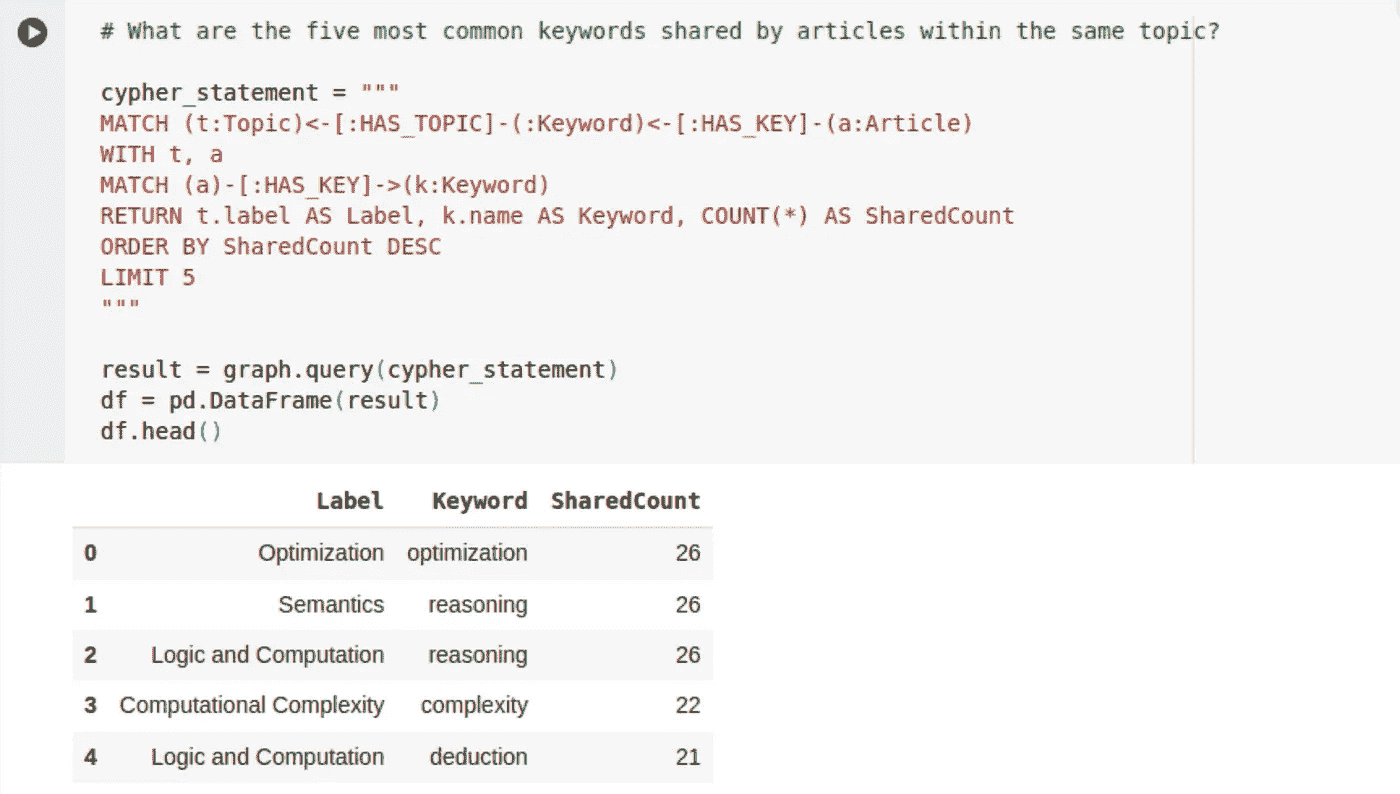 # What are the five most common keywords shared by articles within the same topic?
cypher_statement = """
MATCH (t:Topic)<-[:HAS_TOPIC]-(:Keyword)<-[:HAS_KEY]-(a:Article)
WITH t, a
MATCH (a)-[:HAS_KEY]->(k:Keyword)
RETURN t.label AS Label, k.name AS Keyword, COUNT(*) AS SharedCount
ORDER BY SharedCount DESC
LIMIT 5
"""
result = graph.query(cypher_statement)
df = pd.DataFrame(result)
df.head()
Label Keyword SharedCount
0 Optimization optimization 26
1 Semantics reasoning 26
2 Logic and Computation reasoning 26
3 Computational Complexity complexity 22
4 Logic and Computation deduction 21